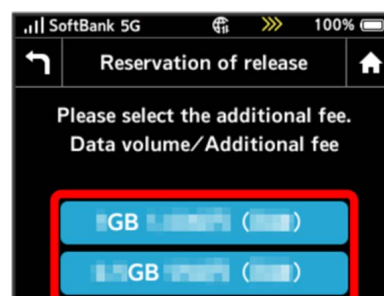 SoftBank 5G 100%
Reservation of release
Please select the additional fee.
Data volume/Additional fee
GB ( )
GB ( )